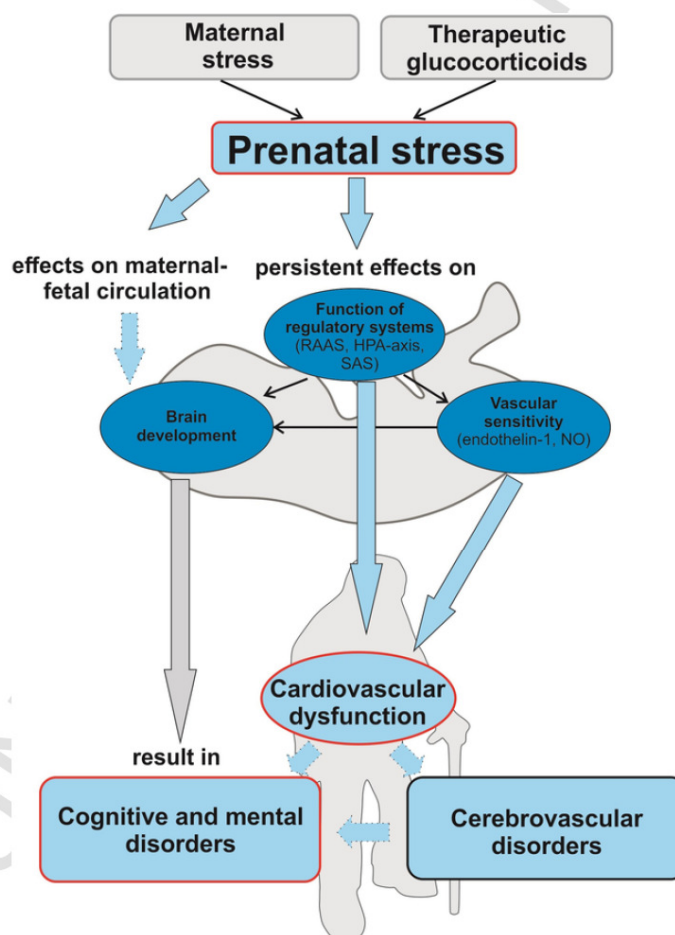 Maternal
stress
Therapeutic
glucocorticoids
Prenatal stress
effects on maternal-
fetal circulation
persistent effects on
Function of
regulatory systems
(RAAS, HPA-axis,
SAS)
Brain
development
Vascular
sensitivity
(endothelin-1, NO)
Cardiovascular
dysfunction
result in
Cognitive and mental
disorders
Cerebrovascular
disorders